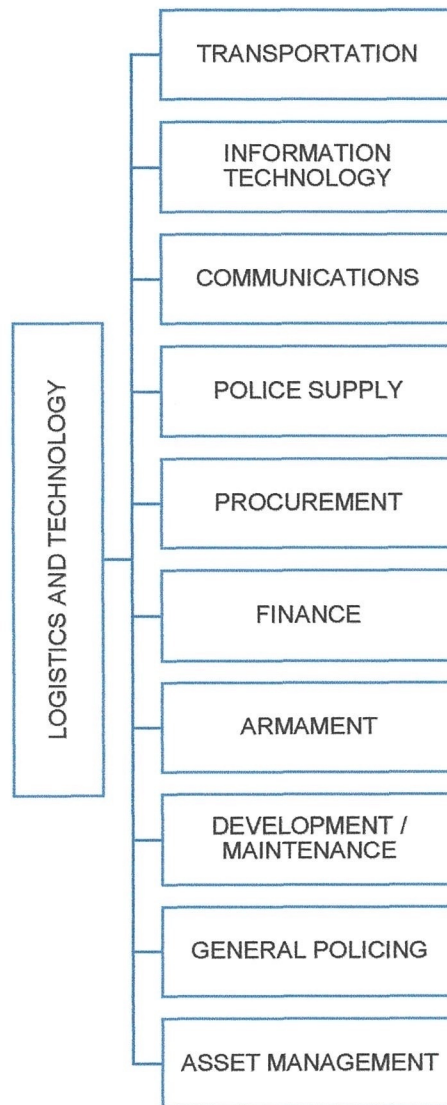 TRANSPORTATION
INFORMATION
TECHNOLOGY
COMMUNICATIONS
POLICE SUPPLY
LOGISTICS AND TECHNOLOGY
PROCUREMENT
FINANCE
ARMAMENT
DEVELOPMENT /
MAINTENANCE
GENERAL POLICING
ASSET MANAGEMENT